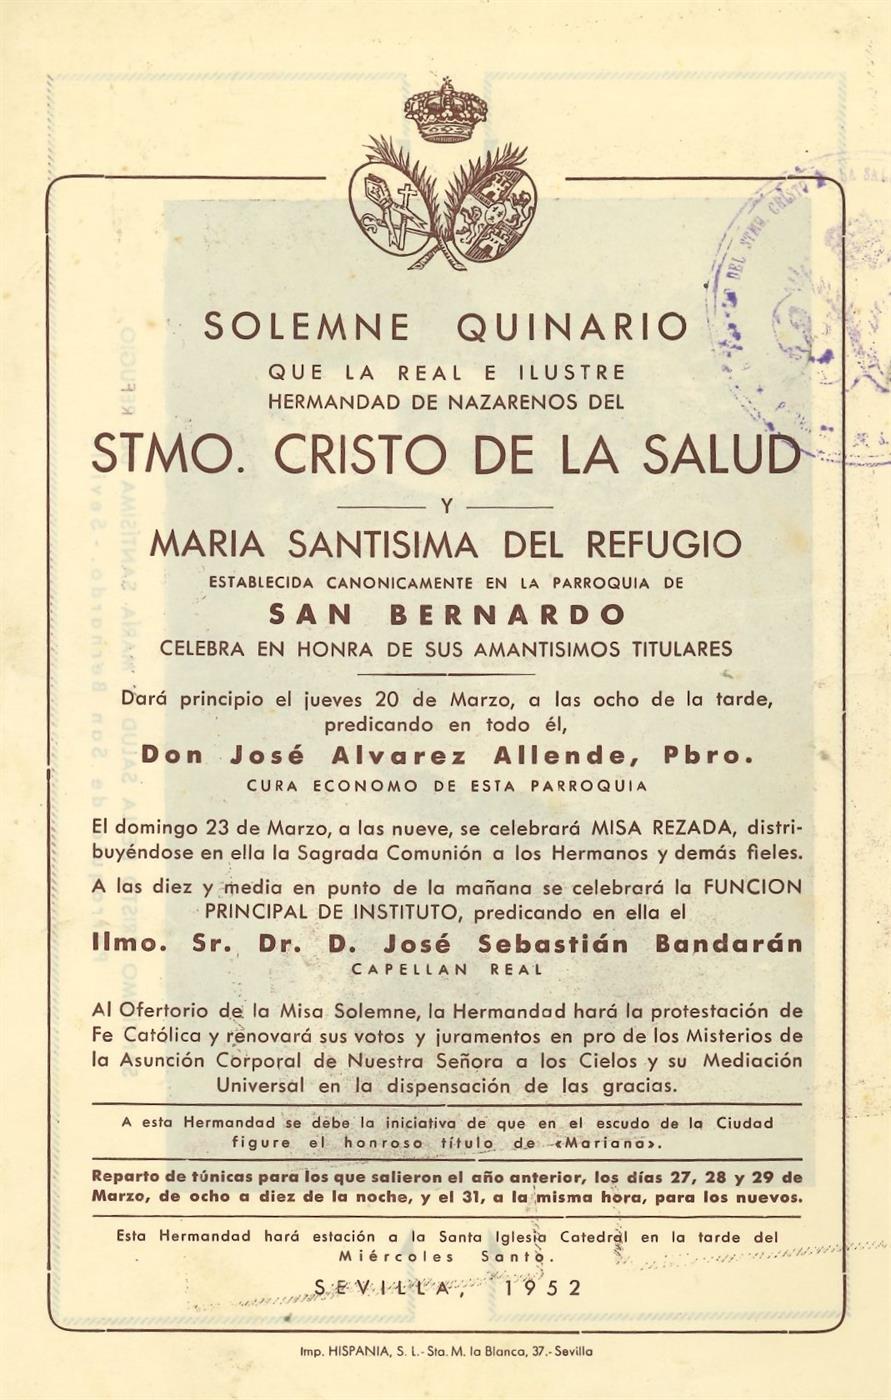 SOLEMNE QUINARIO
QUE LA REAL E ILUSTRE
HERMANDAD DE NAZARENOS DEL
STMO. CRISTO DE LA SALUD
Y
MARIA SANTISIMA DEL REFUGIO
ESTABLECIDA CANONICAMENTE EN LA PARROQUIA DE
SAN BERNARDO
CELEBRA EN HONRA DE SUS AMANTISIMOS TITULARES
Dará principio el jueves 20 de Marzo, a las ocho de la tarde,
predicando en todo él,
Don José Alvarez Allende, Pbro.
CURA ECONOMO DE ESTA PARROQUIA
El domingo 23 de Marzo, a las nueve, se celebrará MISA REZADA, distri-
buyéndose en ella la Sagrada Comunión a los Hermanos y demás fieles.
A las diez y media en punto de la mañana se celebrará la FUNCION
PRINCIPAL DE INSTITUTO, predicando en ella el
Ilmo. Sr. Dr. D. José Sebastián Bandarán
CAPELLAN REAL
Al Ofertorio de la Misa Solemne, la Hermandad hará la protestación de
Fe Católica y renovará sus votos y juramentos en pro de los Misterios de
la Asunción Corporal de Nuestra Señora a los Cielos y su Mediación
Universal en la dispensación de las gracias.
A esta Hermandad se debe la iniciativa de que en el escudo de la Ciudad
figure el honroso título de «Mariana».
Reparto de túnicas para los que salieron el año anterior, los días 27, 28 y 29 de
Marzo, de ocho a diez de la noche, y el 31, a la misma hora, para los nuevos.
Esta Hermandad hará estación a la Santa Iglesia Catedral en la tarde del
Miércoles Santo.
SEVILLA, 1952
Imp. HISPANIA, S. L.- Sta. M. la Blanca, 37.- Sevilla
DEL STMO. CRISTO